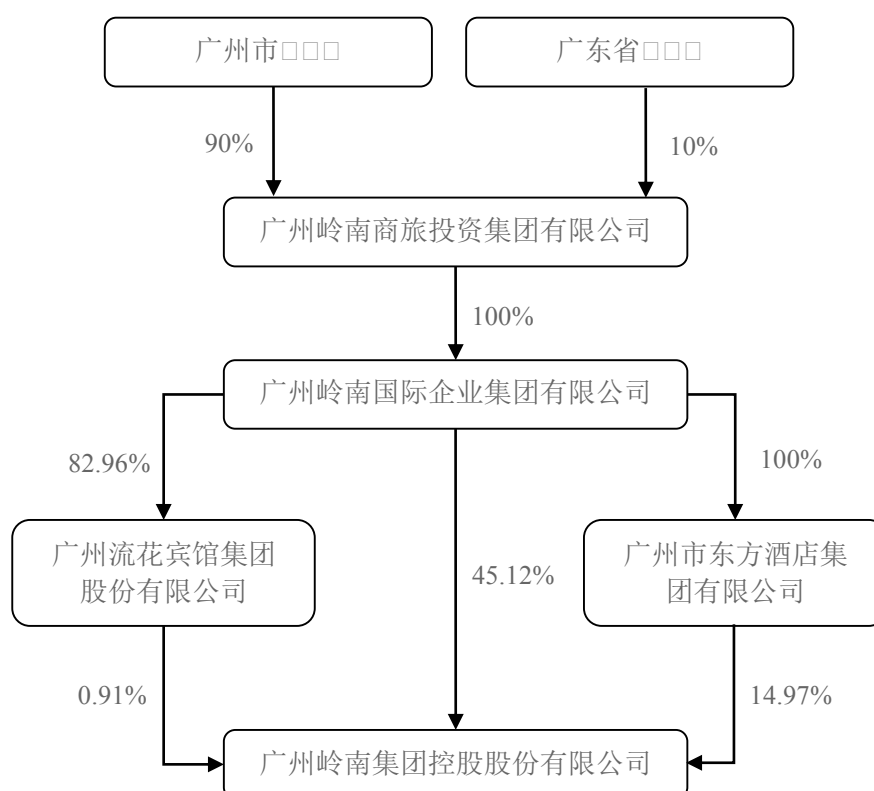 广州市□□□
广东省□□□
90%
10%
广州岭南商旅投资集团有限公司
100%
广州岭南国际企业集团有限公司
82.96%
100%
广州流花宾馆集团
股份有限公司
45.12%
广州市东方酒店集
团有限公司
0.91%
14.97%
广州岭南集团控股股份有限公司